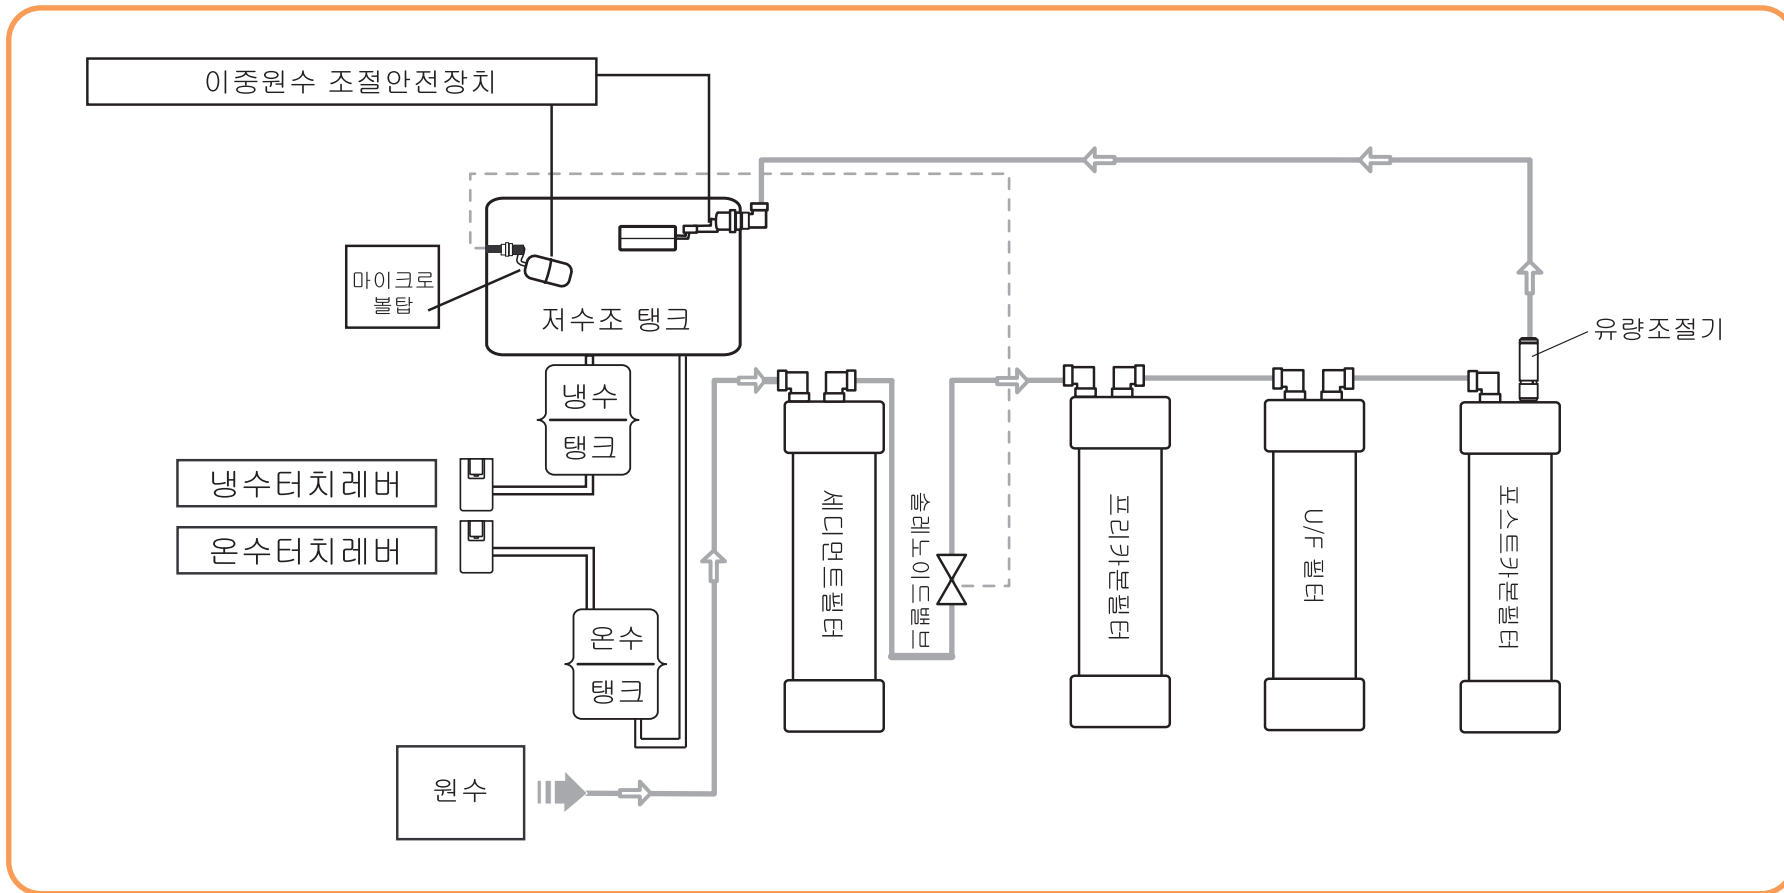 이중원수 조절안전장치
마이크로
볼탑
저수조 탱크
유량조절기
냉수
탱크
냉수터치레버
온수터치레버
세디먼트필터
솔레노이드밸브
프리카본필터
U/F 필터
포스트카본필터
온수
탱크
원수